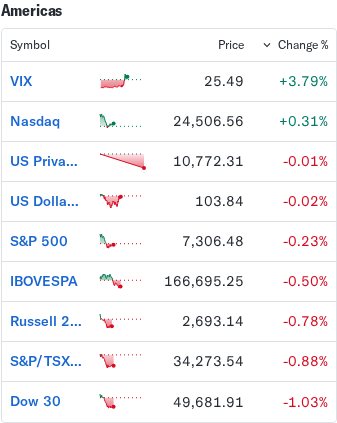 Americas
Symbol Price Change %
VIX 25.49 +3.79%
Nasdaq 24,506.56 +0.31%
US Priva... 10,772.31 -0.01%
US Dolla... 103.84 -0.02%
S&P 500 7,306.48 -0.23%
IBOVESPA 166,695.25 -0.50%
Russell 2... 2,693.14 -0.78%
S&P/TSX... 34,273.54 -0.88%
Dow 30 49,681.91 -1.03%